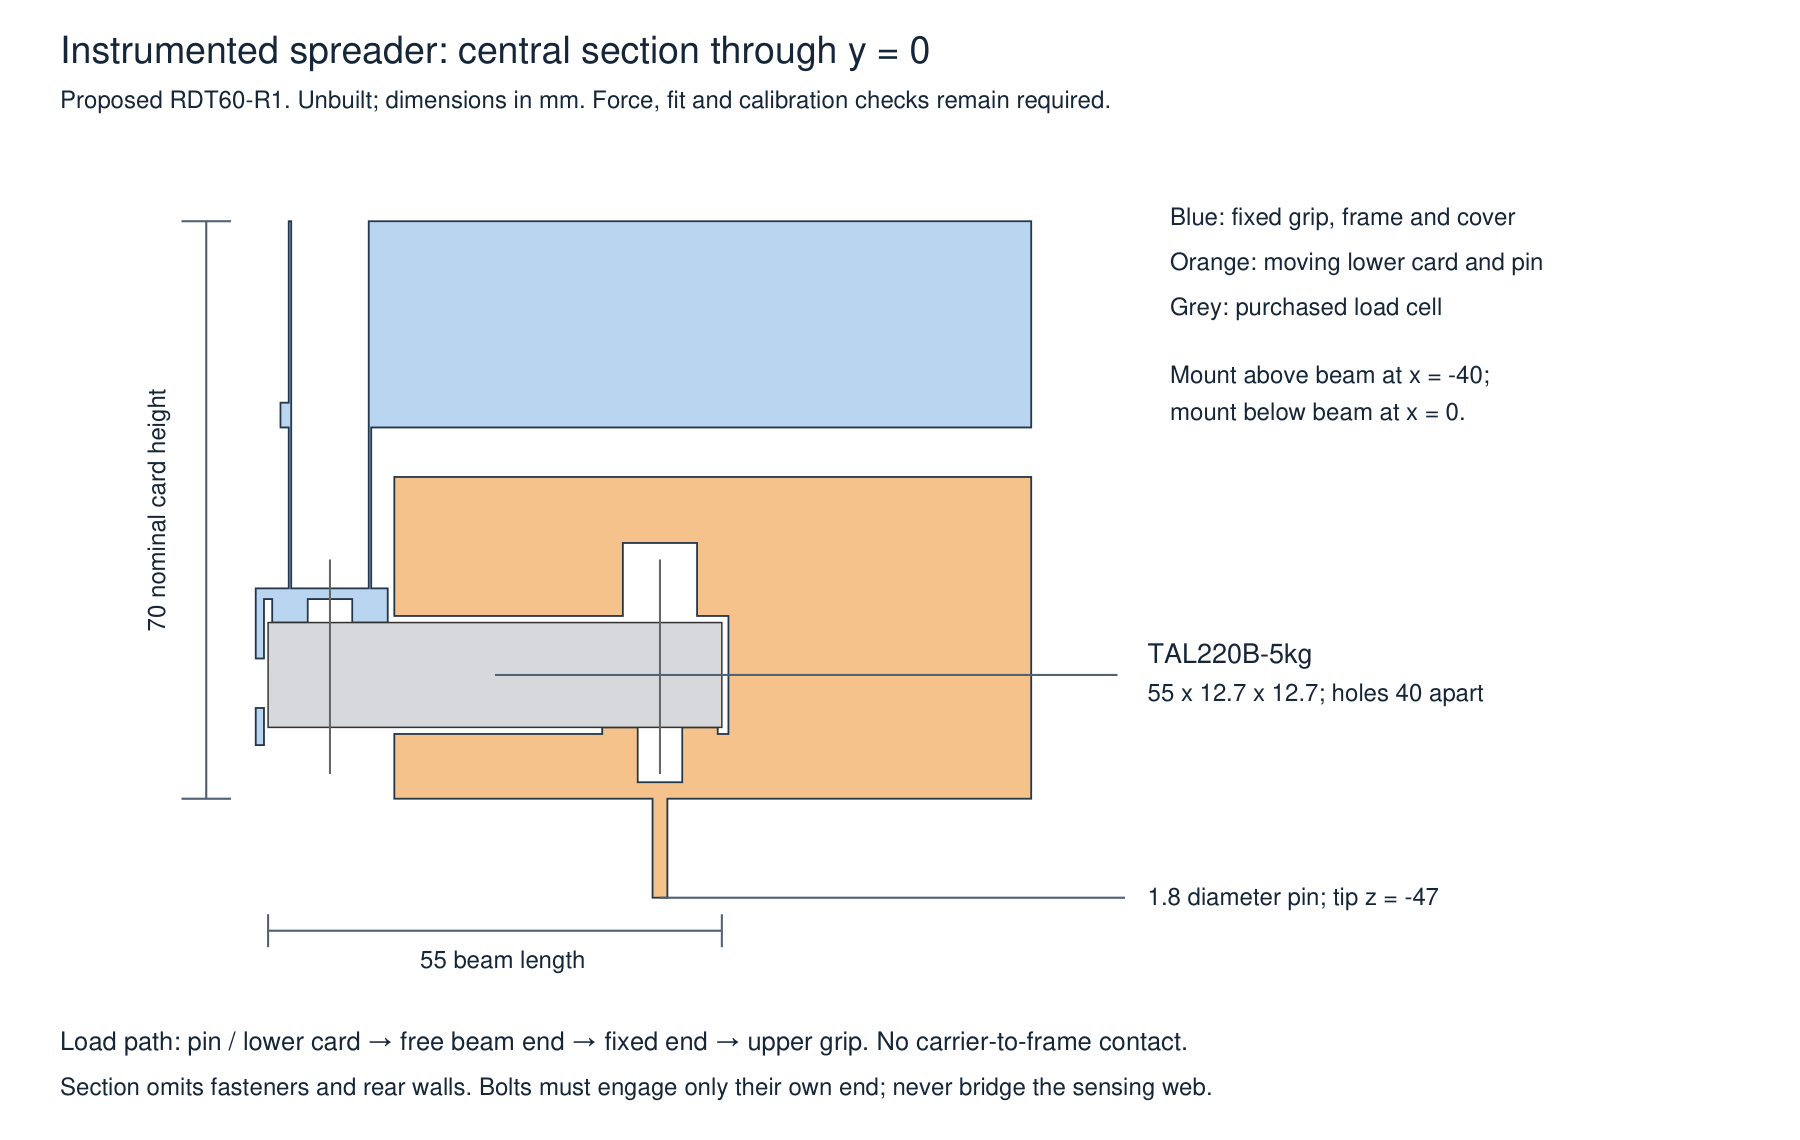 Instrumented spreader: central section through y = 0
Proposed RDT60-R1. Unbuilt; dimensions in mm. Force, fit and calibration checks remain required.
Blue: fixed grip, frame and cover
Orange: moving lower card and pin
Grey: purchased load cell
Mount above beam at x = -40;
mount below beam at x = 0.
70 nominal card height
TAL220B-5kg
55 x 12.7 x 12.7; holes 40 apart
1.8 diameter pin; tip z = -47
55 beam length
Load path: pin / lower card → free beam end → fixed end → upper grip. No carrier-to-frame contact.
Section omits fasteners and rear walls. Bolts must engage only their own end; never bridge the sensing web.